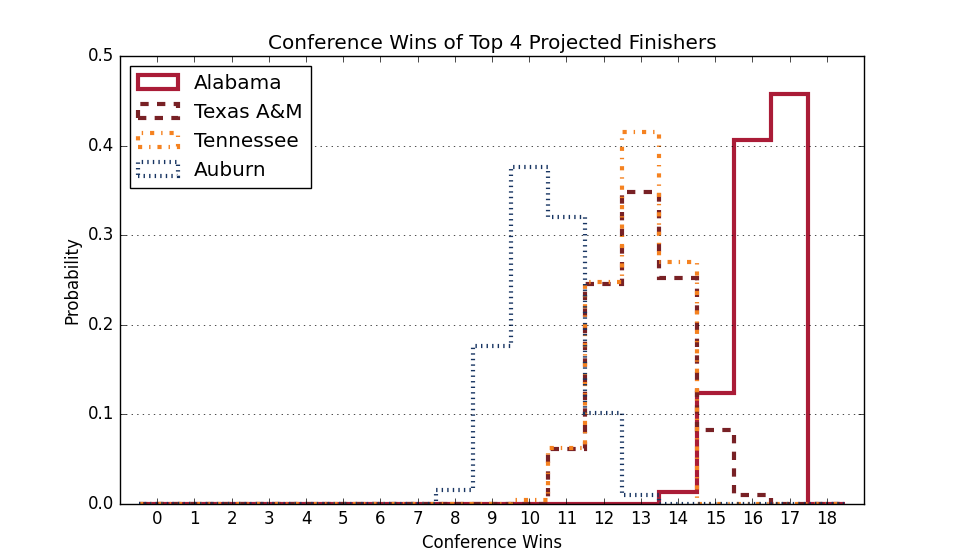 Conference Wins of Top 4 Projected Finishers
0.5
Alabama
Texas A&M
Tennessee
Auburn
0.4
0.3
Probability
0.2
0.1
0.0
0 1 2 3 4 5 6 7 8 9 10 11 12 13 14 15 16 17 18
Conference Wins